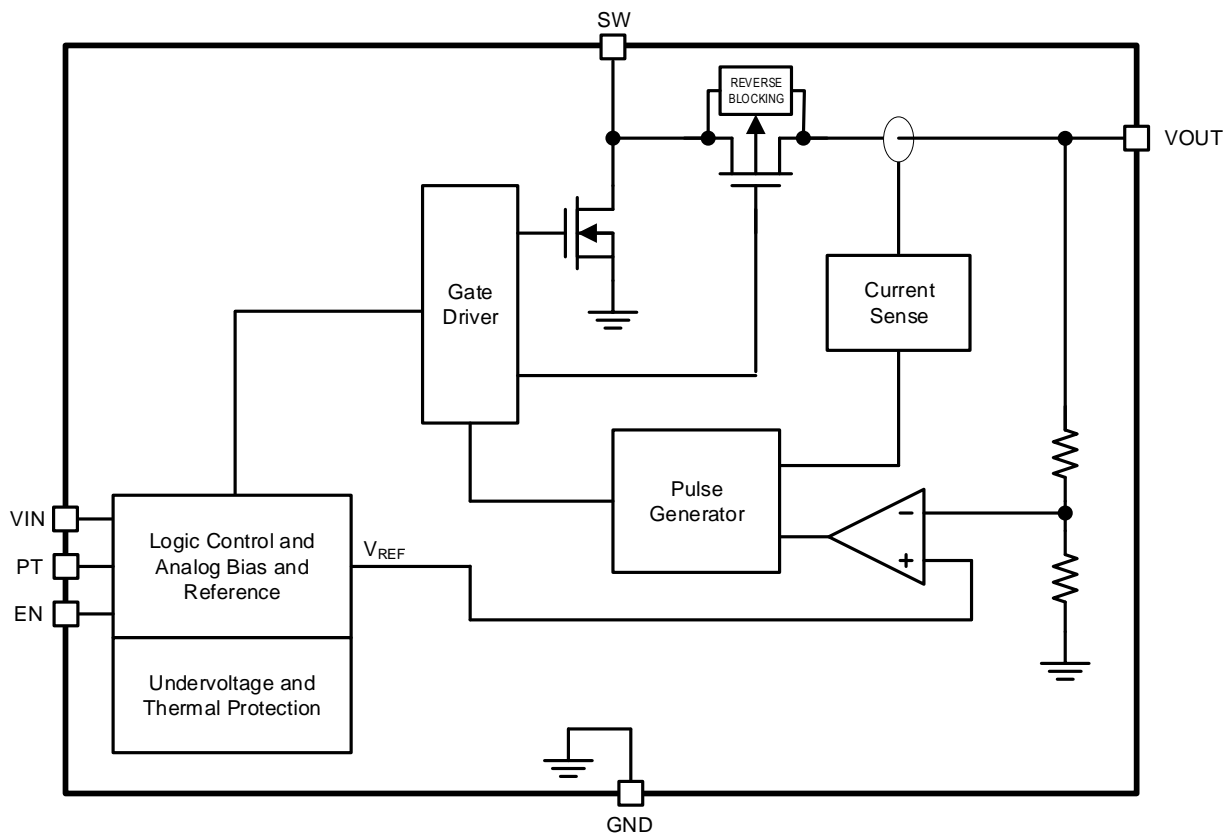 SW
REVERSE
BLOCKING
VOUT
Gate
Driver
Current
Sense
Pulse
Generator
-
+
VIN
PT
EN
Logic Control and
Analog Bias and
Reference
VREF
Undervoltage and
Thermal Protection
GND